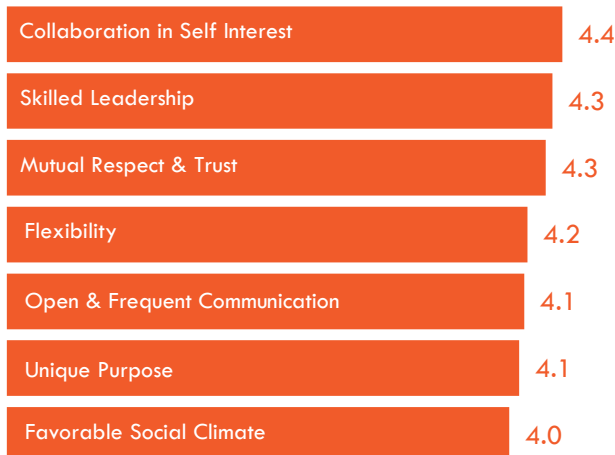 Collaboration in Self Interest 4.4
Skilled Leadership 4.3
Mutual Respect & Trust 4.3
Flexibility 4.2
Open & Frequent Communication 4.1
Unique Purpose 4.1
Favorable Social Climate 4.0